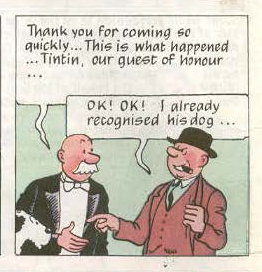 Thank you for coming so
quickly... This is what happened
...Tintin, our guest of honour
...
OK! OK! I already
recognised his dog ...